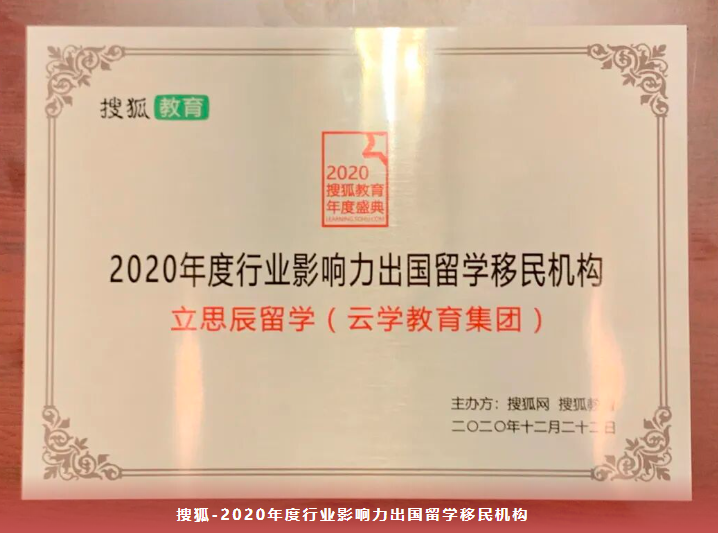 搜狐 教育
2020
搜狐教育
年度盛典
LEARNING.SOHU.COM
2020年度行业影响力出国留学移民机构
立思辰留学（云学教育集团）
主办方：搜狐网 搜狐教
二〇二〇年十二月二十二日
搜狐-2020年度行业影响力出国留学移民机构